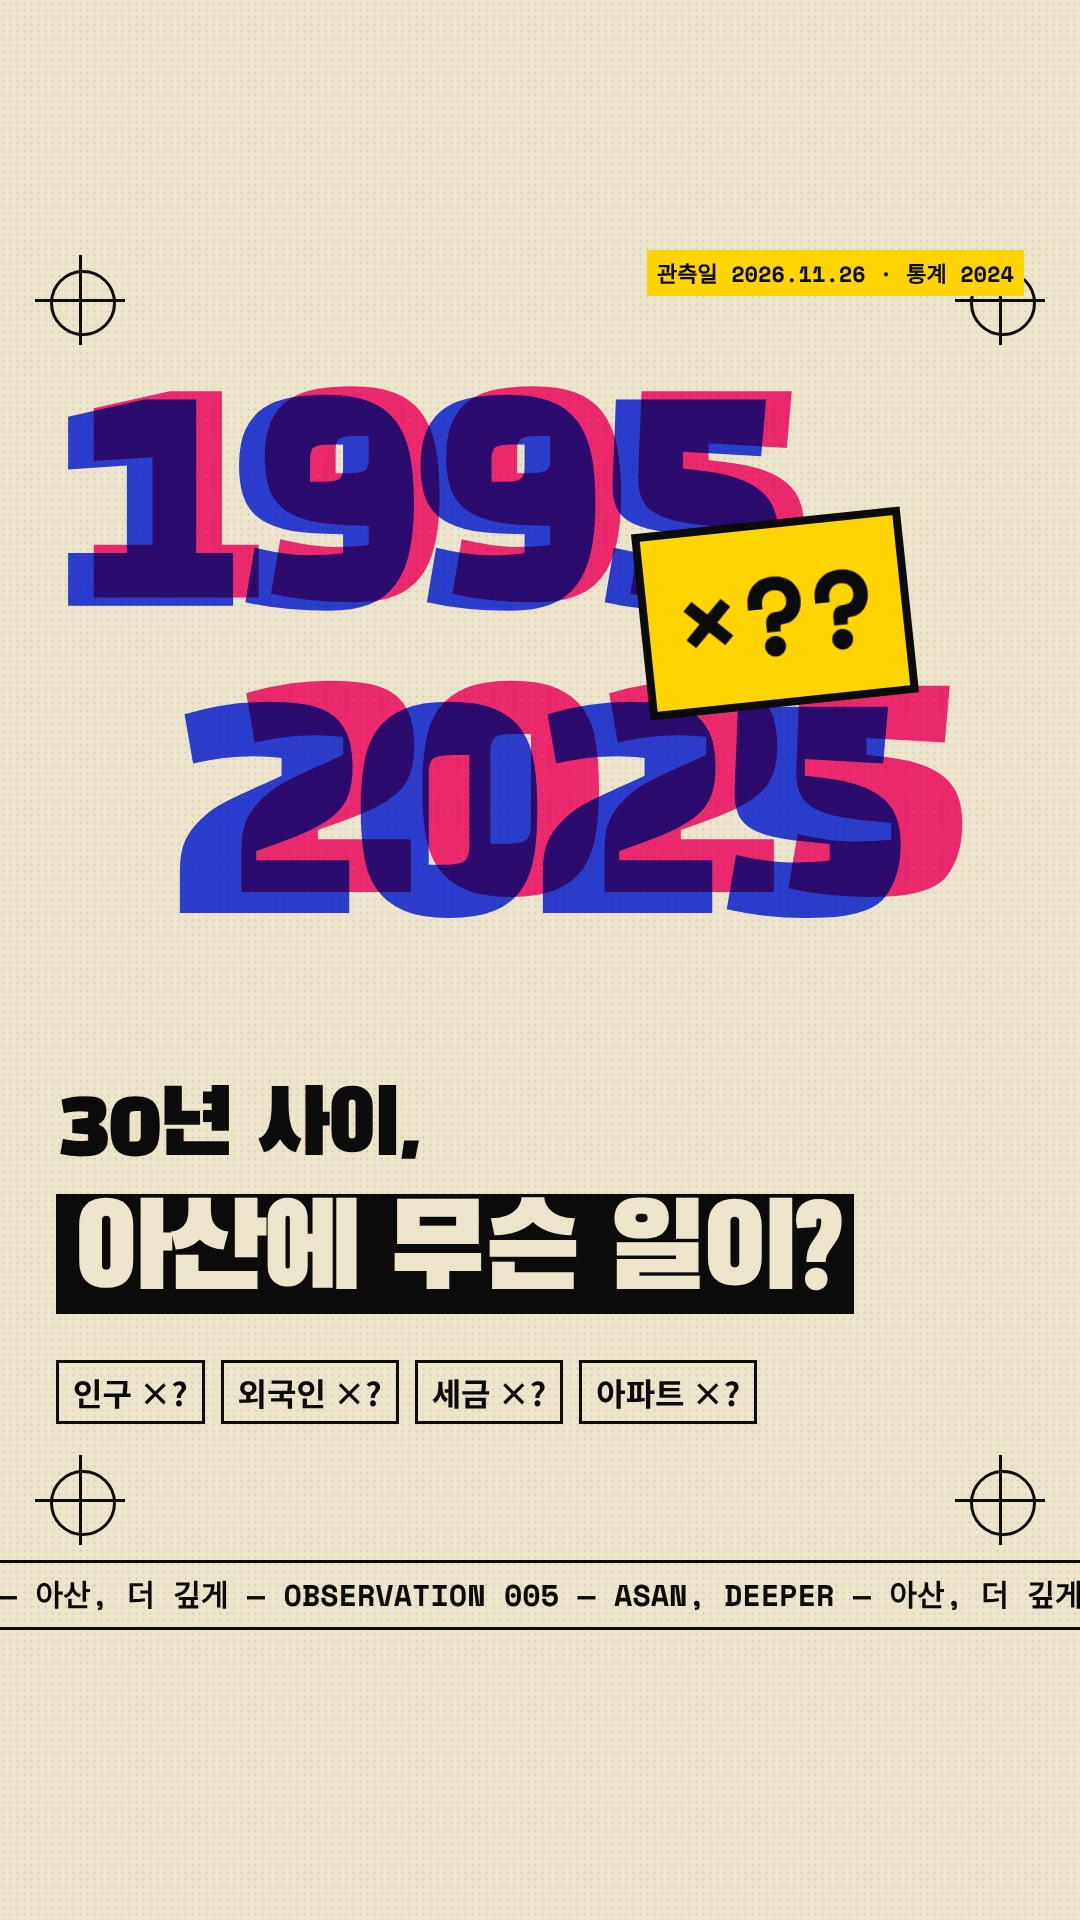 관측일 2026.11.26 · 통계 2024
1995
×??
2025
30년 사이,
아산에 무슨 일이?
인구 ×? 외국인 ×? 세금 ×? 아파트 ×?
— 아산, 더 깊게 — OBSERVATION 005 — ASAN, DEEPER — 아산, 더 깊게